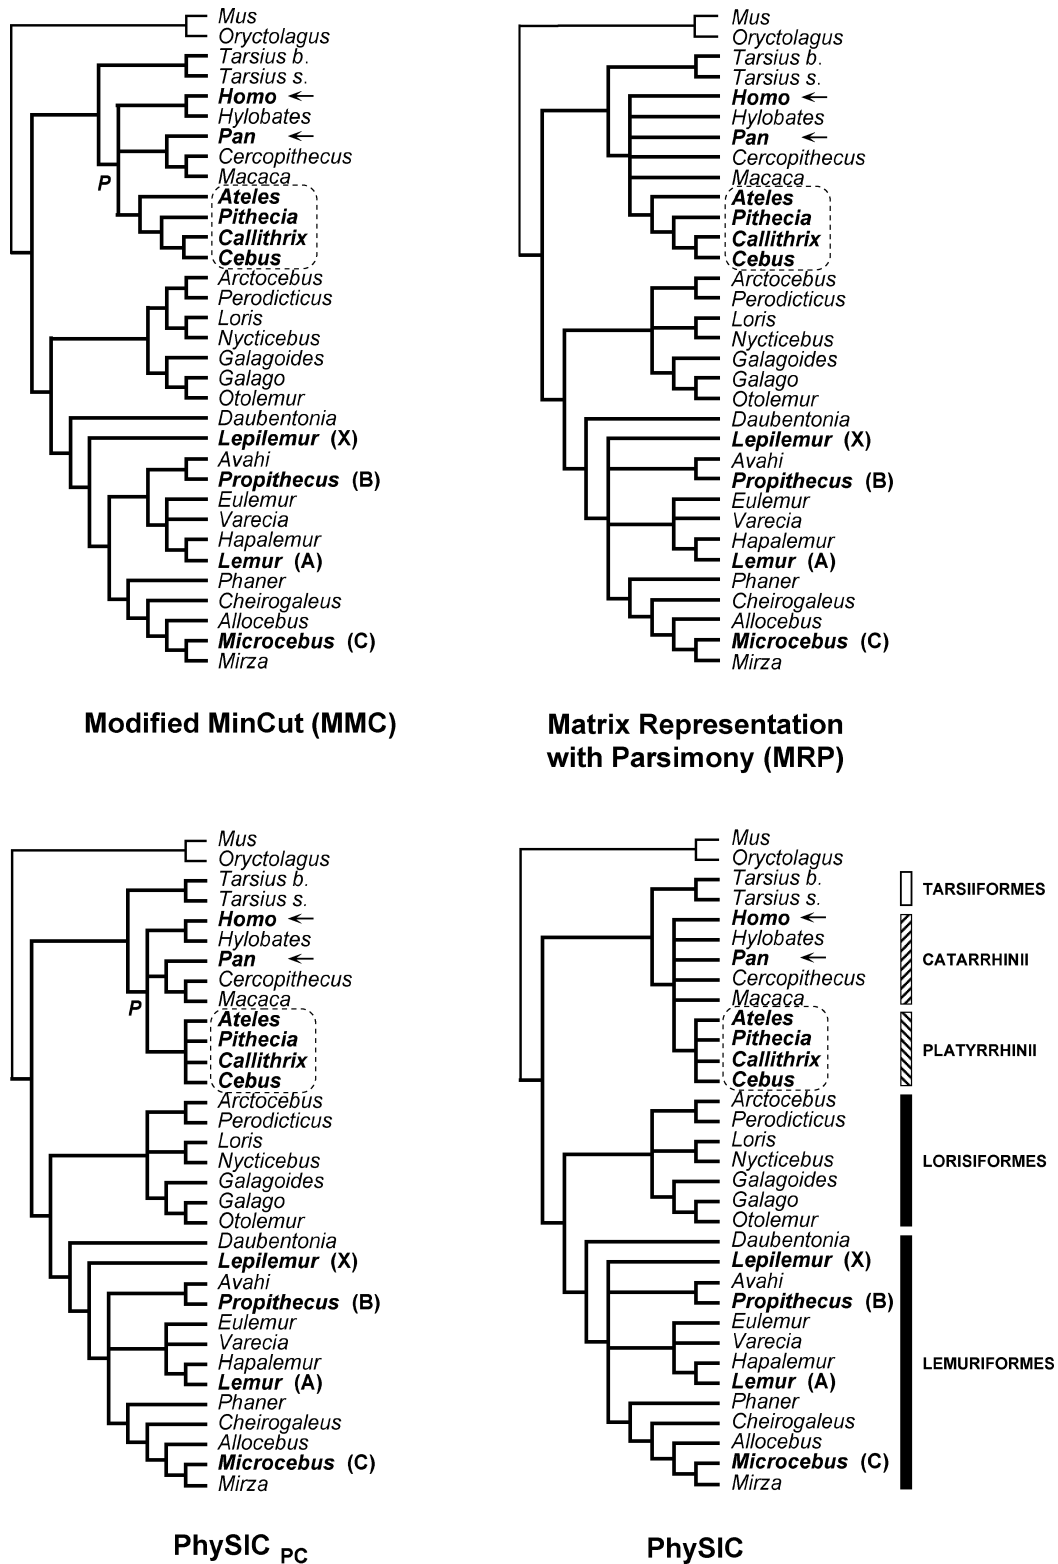 Mus
Oryctolagus
Tarsius b.
Tarsius s.
Homo
Hylobates
Pan
Cercopithecus
Macaca
P
Ateles
Pithecia
Callithrix
Cebus
Arctocebus
Perodicticus
Loris
Nycticebus
Galagoides
Galago
Otolemur
Daubentonia
Lepilemur (X)
Avahi
Propithecus (B)
Eulemur
Varecia
Hapalemur
Lemur (A)
Phaner
Cheirogaleus
Allocebus
Microcebus (C)
Mirza
Modified MinCut (MMC)
Mus
Oryctolagus
Tarsius b.
Tarsius s.
Homo
Hylobates
Pan
Cercopithecus
Macaca
Ateles
Pithecia
Callithrix
Cebus
Arctocebus
Perodicticus
Loris
Nycticebus
Galagoides
Galago
Otolemur
Daubentonia
Lepilemur (X)
Avahi
Propithecus (B)
Eulemur
Varecia
Hapalemur
Lemur (A)
Phaner
Cheirogaleus
Allocebus
Microcebus (C)
Mirza
Matrix Representation
with Parsimony (MRP)
Mus
Oryctolagus
Tarsius b.
Tarsius s.
Homo
Hylobates
Pan
Cercopithecus
Macaca
P
Ateles
Pithecia
Callithrix
Cebus
Arctocebus
Perodicticus
Loris
Nycticebus
Galagoides
Galago
Otolemur
Daubentonia
Lepilemur (X)
Avahi
Propithecus (B)
Eulemur
Varecia
Hapalemur
Lemur (A)
Phaner
Cheirogaleus
Allocebus
Microcebus (C)
Mirza
PhySIC PC
Mus
Oryctolagus
Tarsius b.
Tarsius s.
Homo
Hylobates
Pan
Cercopithecus
Macaca
Ateles
Pithecia
Callithrix
Cebus
Arctocebus
Perodicticus
Loris
Nycticebus
Galagoides
Galago
Otolemur
Daubentonia
Lepilemur (X)
Avahi
Propithecus (B)
Eulemur
Varecia
Hapalemur
Lemur (A)
Phaner
Cheirogaleus
Allocebus
Microcebus (C)
Mirza
PhySIC
TARSIIFORMES
CATARRHINII
PLATYRRHINII
LORISIFORMES
LEMURIFORMES